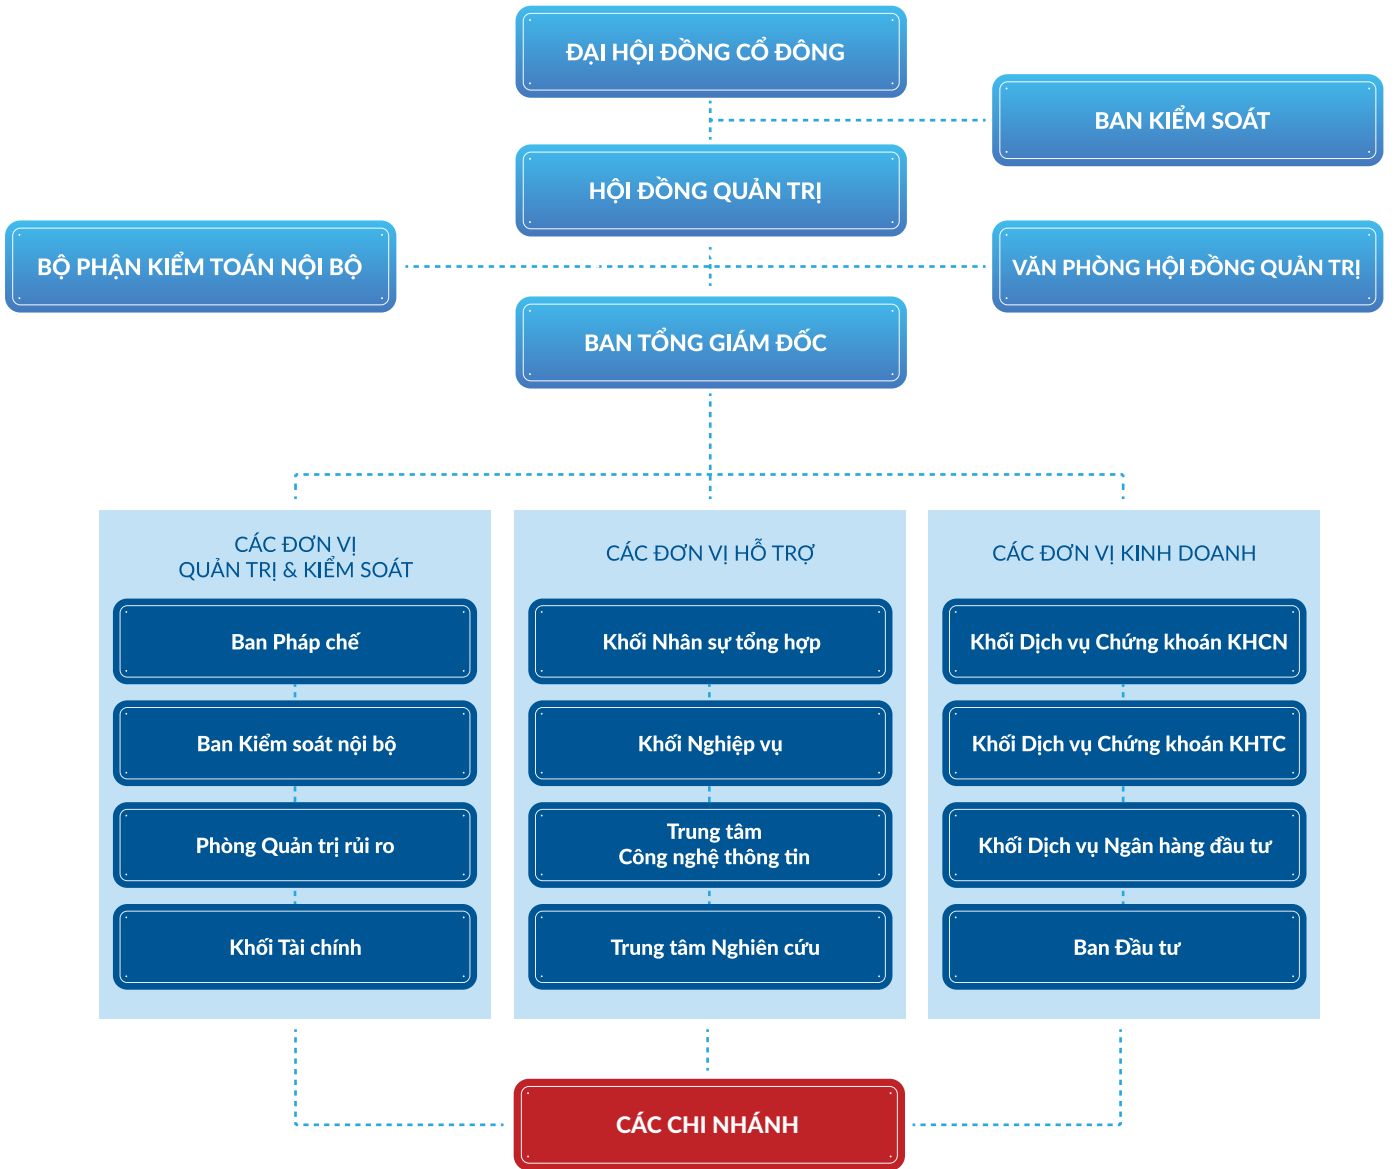 ĐẠI HỘI ĐỒNG CỔ ĐÔNG
BAN KIỂM SOÁT
HỘI ĐỒNG QUẢN TRỊ
BỘ PHẬN KIỂM TOÁN NỘI BỘ
VĂN PHÒNG HỘI ĐỒNG QUẢN TRỊ
BAN TỔNG GIÁM ĐỐC
CÁC ĐƠN VỊ
QUẢN TRỊ & KIỂM SOÁT
Ban Pháp chế
Ban Kiểm soát nội bộ
Phòng Quản trị rủi ro
Khối Tài chính
CÁC ĐƠN VỊ HỖ TRỢ
Khối Nhân sự tổng hợp
Khối Nghiệp vụ
Trung tâm
Công nghệ thông tin
Trung tâm Nghiên cứu
CÁC ĐƠN VỊ KINH DOANH
Khối Dịch vụ Chứng khoán KHCN
Khối Dịch vụ Chứng khoán KHTC
Khối Dịch vụ Ngân hàng đầu tư
Ban Đầu tư
CÁC CHI NHÁNH